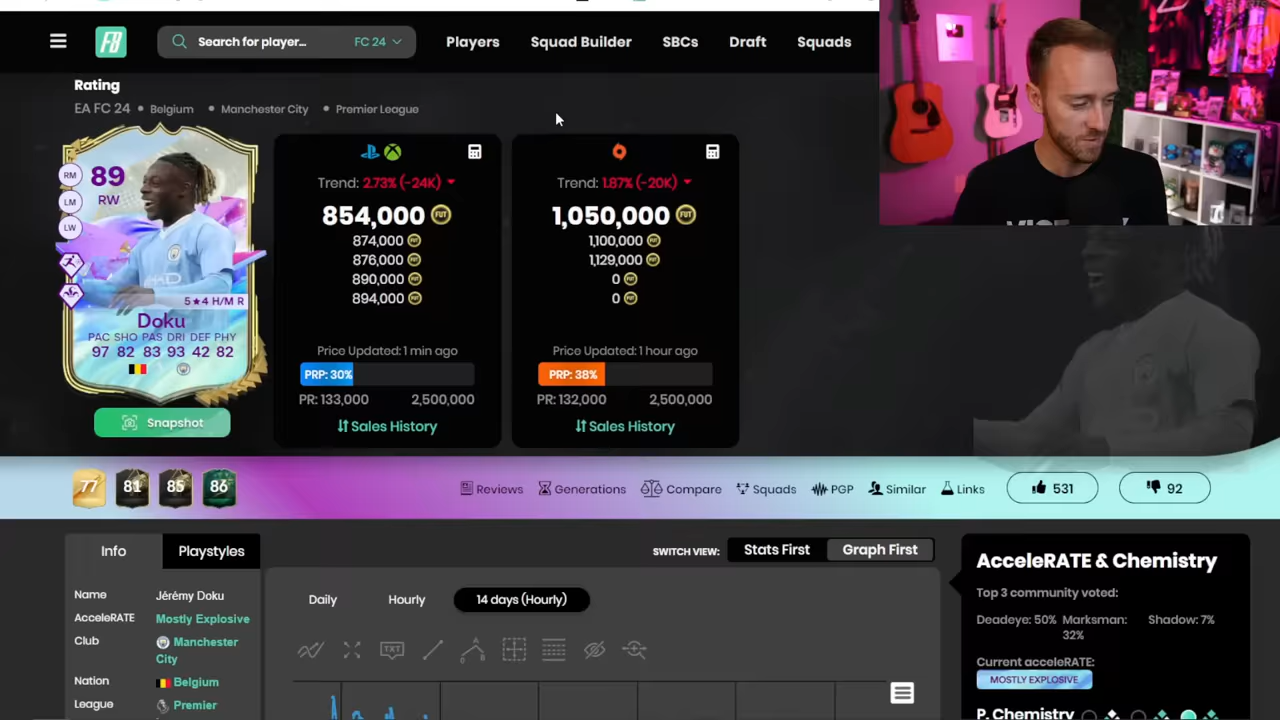 FB
Search for player...
FC 24
Players
Squad Builder
SBCs
Draft
Squads
Rating
EA FC 24 • Belgium • Manchester City • Premier League
RM
LM
LW
89
RW
5★4 H/M R
Doku
PAC SHO PAS DRI DEF PHY
97 82 83 93 42 82
Snapshot
Trend: 2.73% (-24K)
854,000 FUT
874,000
876,000
890,000
894,000
Price Updated: 1 min ago
PRP: 30%
PR: 133,000 2,500,000
Sales History
Trend: 1.87% (-20K)
1,050,000 FUT
1,100,000
1,129,000
0
0
Price Updated: 1 hour ago
PRP: 38%
PR: 132,000 2,500,000
Sales History
77 81 85 86
Reviews
Generations
Compare
Squads
PGP
Similar
Links
531
92
Info
Playstyles
Name Jérémy Doku
AcceleRATE Mostly Explosive
Club Manchester City
Nation Belgium
League Premier
SWITCH VIEW:
Stats First
Graph First
Daily
Hourly
14 days (Hourly)
TXT
AcceleRATE & Chemistry
Top 3 community voted:
Deadeye: 50% Marksman: 32% Shadow: 7%
Current acceleRATE:
MOSTLY EXPLOSIVE
P. Chemistry